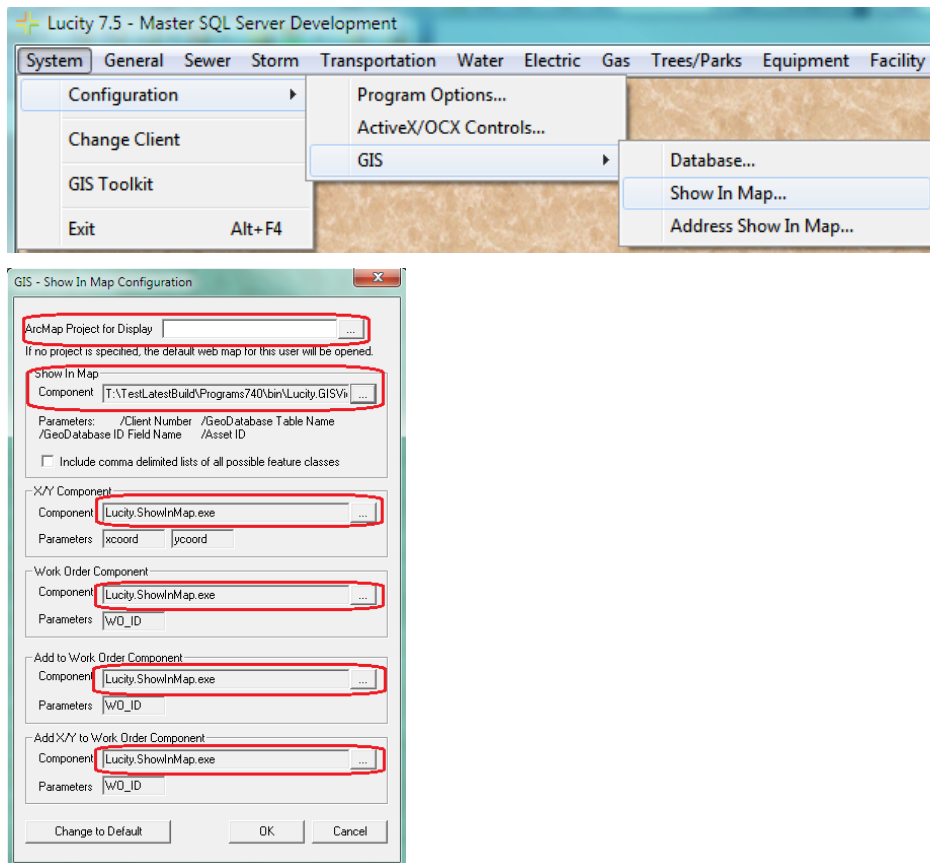 Lucity 7.5 - Master SQL Server Development
System General Sewer Storm Transportation Water Electric Gas Trees/Parks Equipment Facility
Configuration
Program Options...
ActiveX/OCX Controls...
Change Client
GIS
Database...
GIS Toolkit
Show In Map...
Exit Alt+F4
Address Show In Map...
GIS - Show In Map Configuration
x
ArcMap Project for Display ...
If no project is specified, the default web map for this user will be opened.
Show In Map
Component T:\TestLatestBuild\Programs740\bin\Lucity.GISVi ...
Parameters: /Client Number /GeoDatabase Table Name
/GeoDatabase ID Field Name /Asset ID
Include comma delimited lists of all possible feature classes
X/Y Component
Component Lucity.ShowInMap.exe ...
Parameters xcoord ycoord
Work Order Component
Component Lucity.ShowInMap.exe ...
Parameters WO_ID
Add to Work Order Component
Component Lucity.ShowInMap.exe ...
Parameters WO_ID
Add X/Y to Work Order Component
Component Lucity.ShowInMap.exe ...
Parameters WO_ID
Change to Default OK Cancel